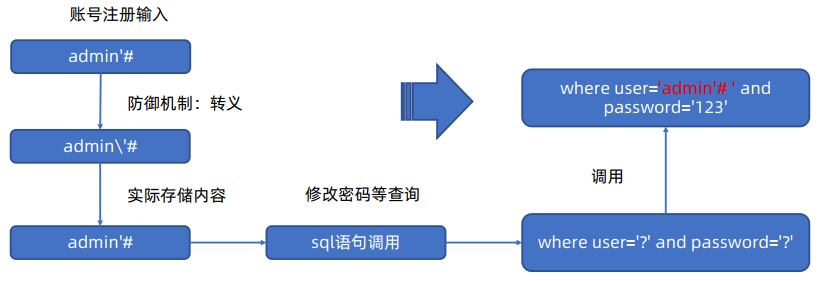 账号注册输入
admin'#
防御机制：转义
admin\'#
实际存储内容
admin'#
修改密码等查询
sql语句调用
where user='?' and password='?'
调用
where user='admin'# ' and
password='123'